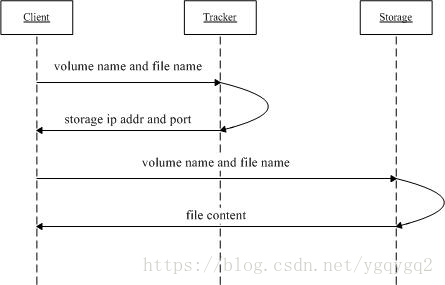 Client
Tracker
Storage
volume name and file name
storage ip addr and port
volume name and file name
file content
https://blog.csdn.net/ygqygq2